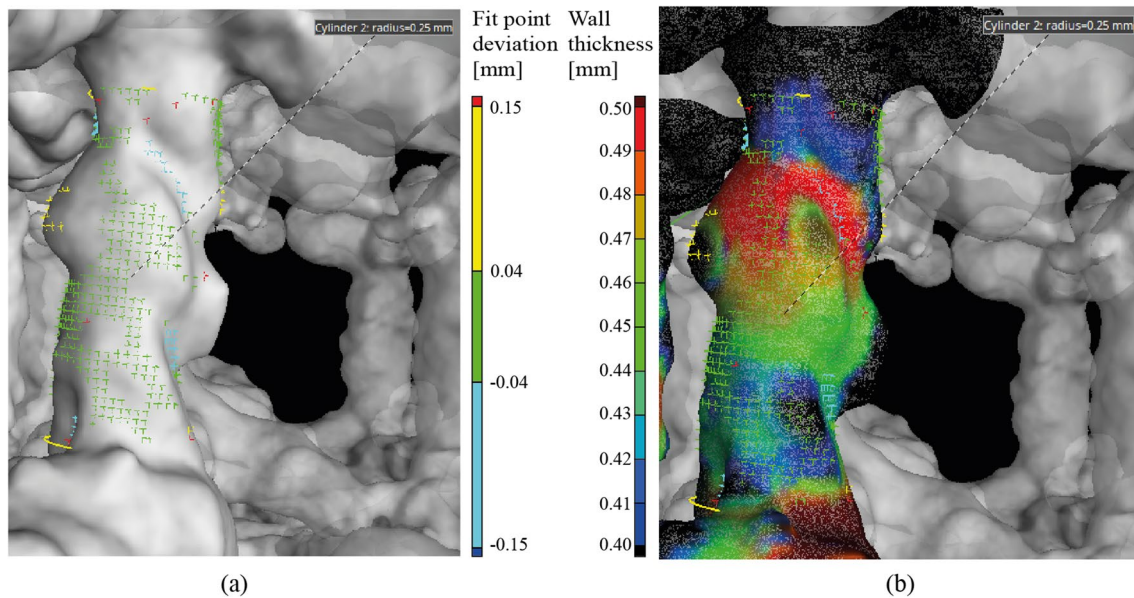 Cylinder 2: radius=0.25 mm
Fit point
deviation
[mm]
0.15
0.04
-0.04
-0.15
Wall
thickness
[mm]
0.50
0.49
0.48
0.47
0.46
0.45
0.44
0.43
0.42
0.41
0.40
Cylinder 2: radius=0.25 mm
(a)
(b)